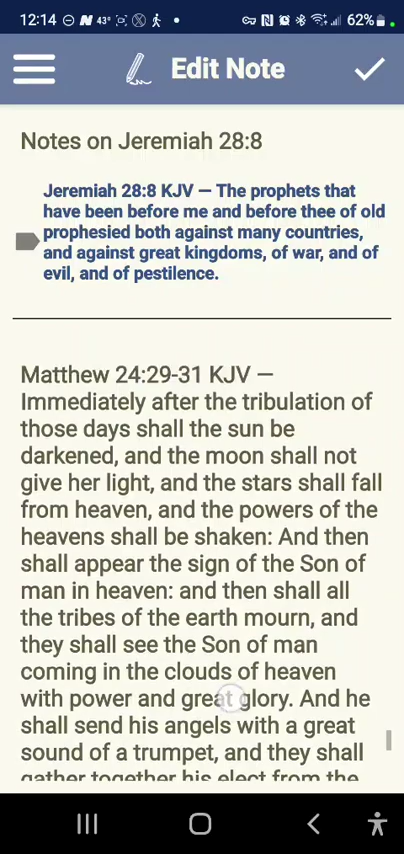 12:14 43° 62%
Edit Note
Notes on Jeremiah 28:8
Jeremiah 28:8 KJV — The prophets that
have been before me and before thee of old
prophesied both against many countries,
and against great kingdoms, of war, and of
evil, and of pestilence.
Matthew 24:29-31 KJV —
Immediately after the tribulation of
those days shall the sun be
darkened, and the moon shall not
give her light, and the stars shall fall
from heaven, and the powers of the
heavens shall be shaken: And then
shall appear the sign of the Son of
man in heaven: and then shall all
the tribes of the earth mourn, and
they shall see the Son of man
coming in the clouds of heaven
with power and great glory. And he
shall send his angels with a great
sound of a trumpet, and they shall
gather together his elect from the